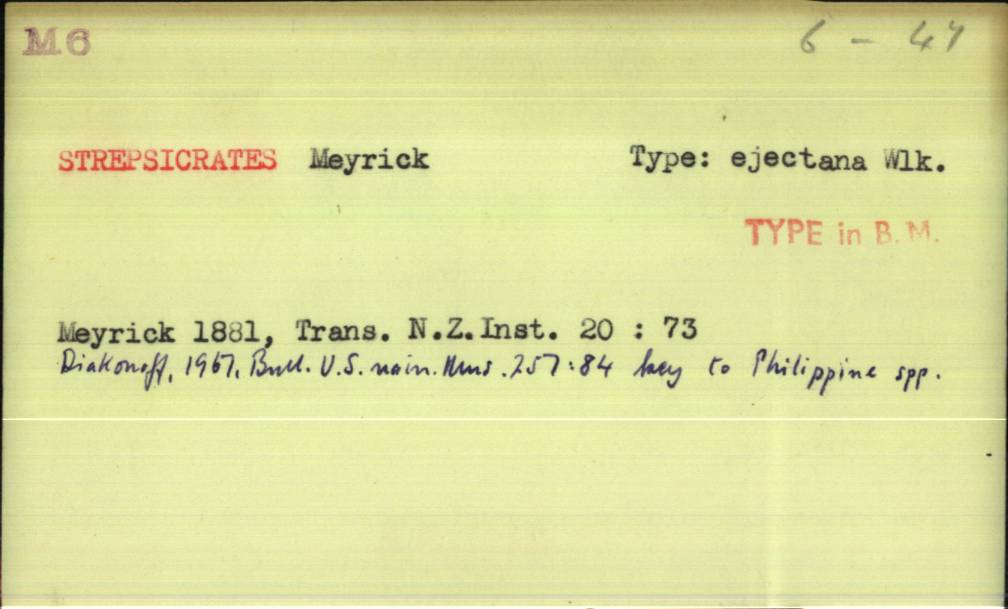 M6
6 - 47
STREPSICRATES Meyrick Type: ejectana Wlk.
TYPE in B.M.
Meyrick 1881, Trans. N.Z.Inst. 20 : 73
Diakonoff, 1967, Bull. U.S. natn. Mus. 257:84 key to Philippine spp.